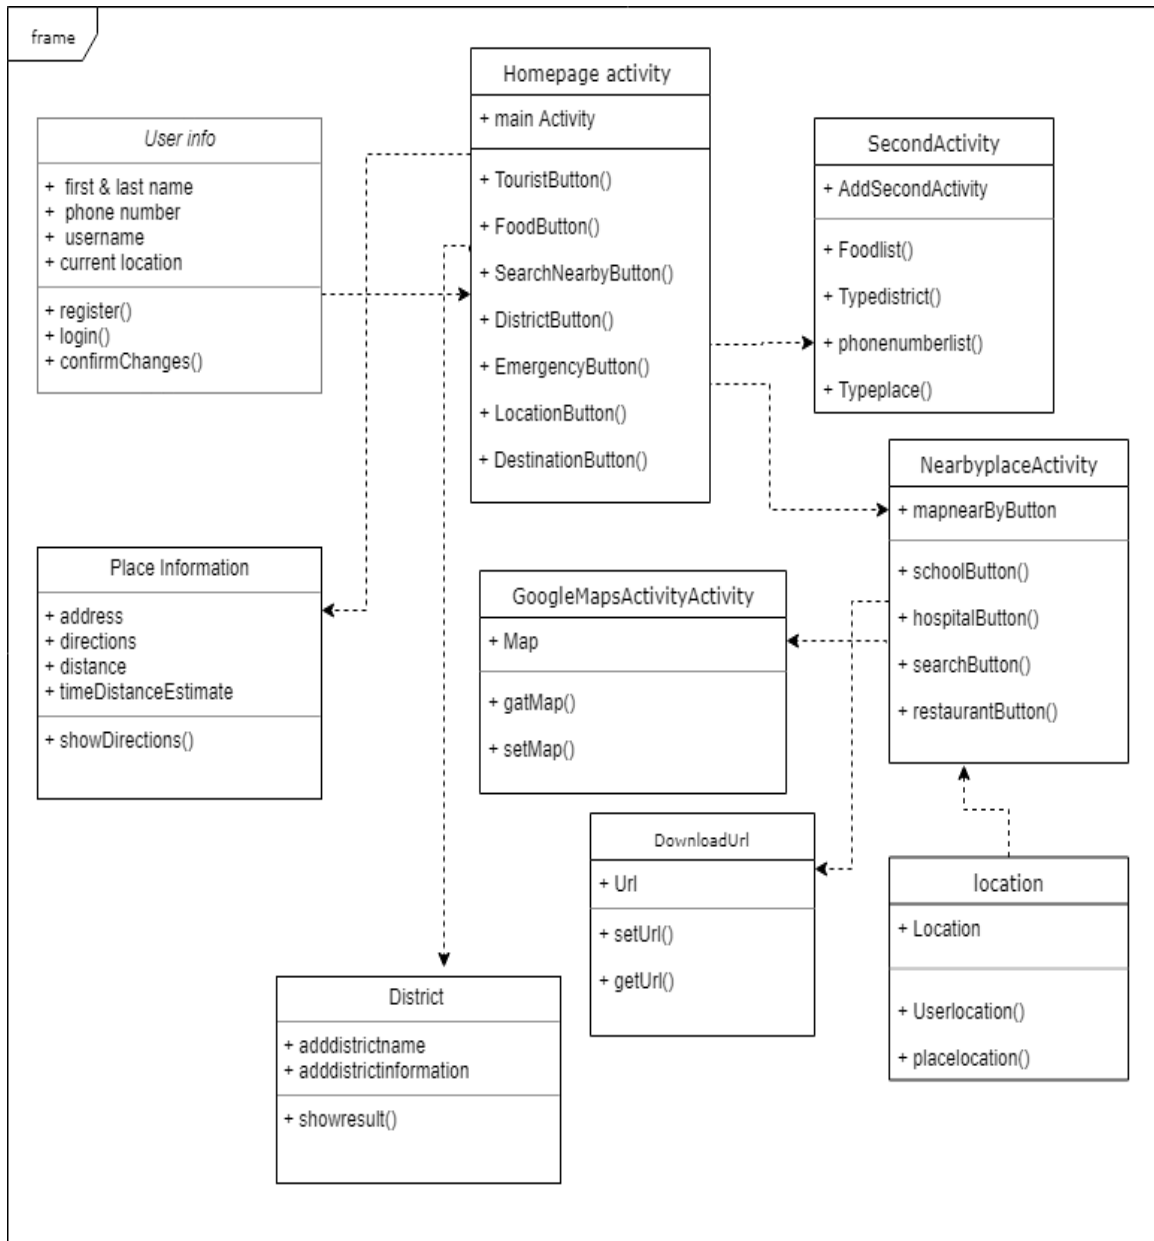 frame
Homepage activity
+ main Activity
+ TouristButton()
+ FoodButton()
+ SearchNearbyButton()
+ DistrictButton()
+ EmergencyButton()
+ LocationButton()
+ DestinationButton()
User info
+ first & last name
+ phone number
+ username
+ current location
+ register()
+ login()
+ confirmChanges()
SecondActivity
+ AddSecondActivity
+ Foodlist()
+ Typedistrict()
+ phonenumberlist()
+ Typeplace()
NearbyplaceActivity
+ mapnearByButton
+ schoolButton()
+ hospitalButton()
+ searchButton()
+ restaurantButton()
Place Information
+ address
+ directions
+ distance
+ timeDistanceEstimate
+ showDirections()
GoogleMapsActivityActivity
+ Map
+ gatMap()
+ setMap()
DownloadUrl
+ Url
+ setUrl()
+ getUrl()
location
+ Location
+ Userlocation()
+ placelocation()
District
+ adddistrictname
+ adddistrictinformation
+ showresult()